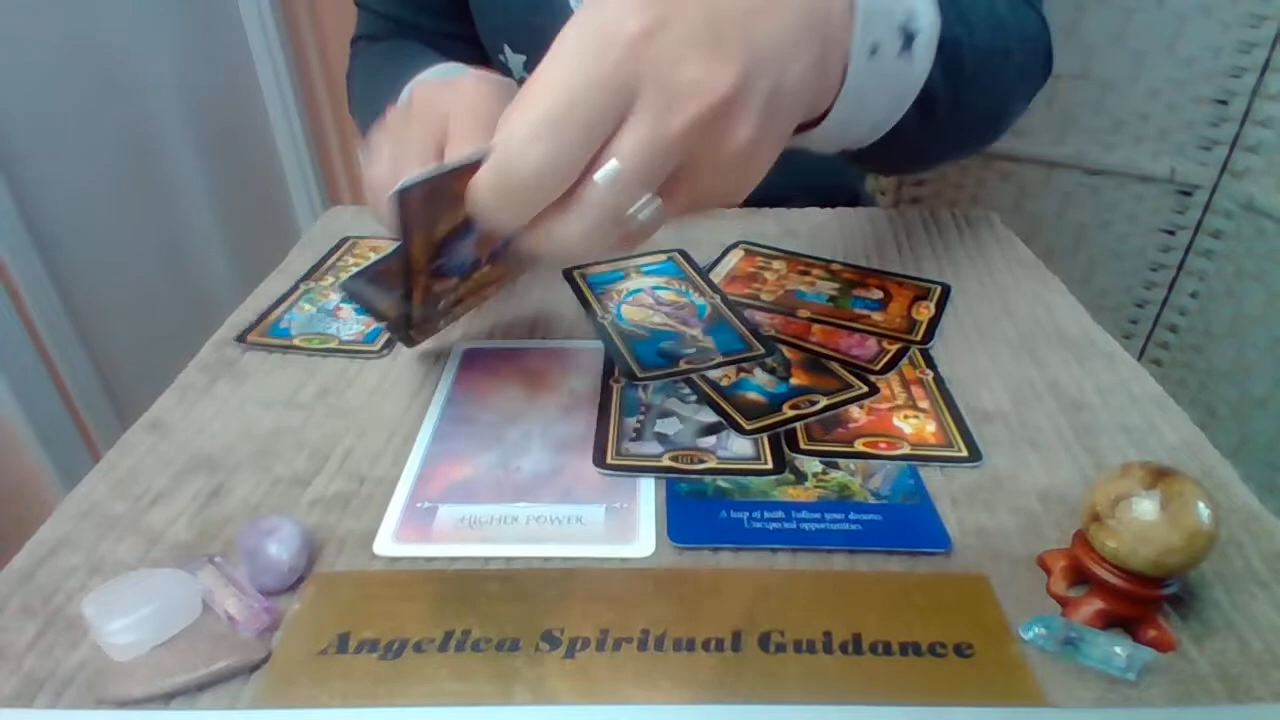 HIGHER POWER
A leap of faith Follow your dreams
Unexpected opportunities
Angelica Spiritual Guidance